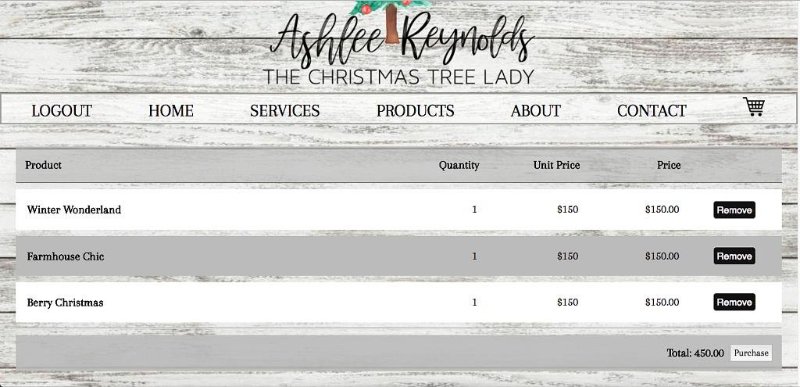 Ashlee Reynolds
THE CHRISTMAS TREE LADY
LOGOUT HOME SERVICES PRODUCTS ABOUT CONTACT
Product Quantity Unit Price Price
Winter Wonderland 1 $150 $150.00 Remove
Farmhouse Chic 1 $150 $150.00 Remove
Berry Christmas 1 $150 $150.00 Remove
Total: 450.00 Purchase